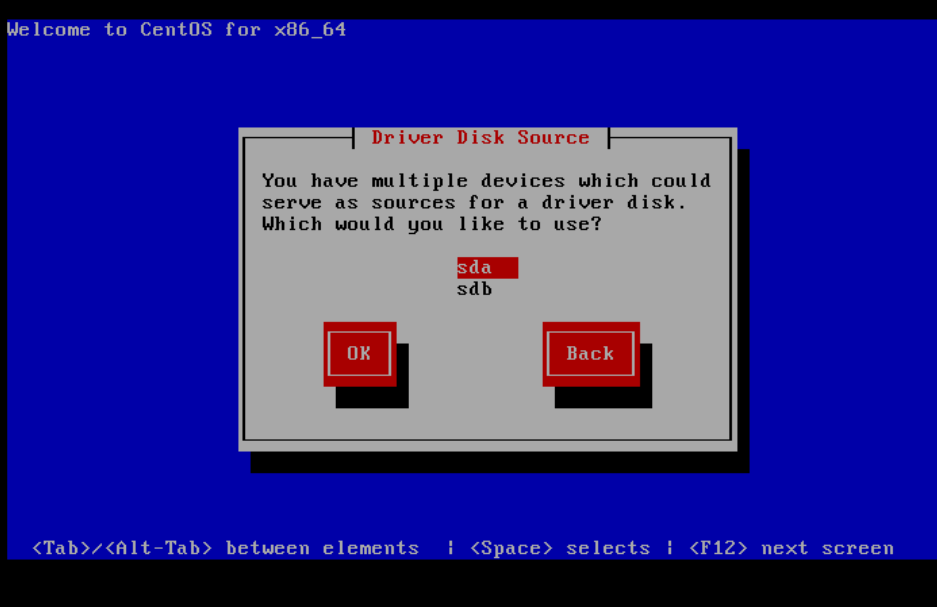 Welcome to CentOS for x86_64
Driver Disk Source
You have multiple devices which could
serve as sources for a driver disk.
Which would you like to use?
sda
sdb
OK
Back
<Tab>/<Alt-Tab> between elements | <Space> selects | <F12> next screen